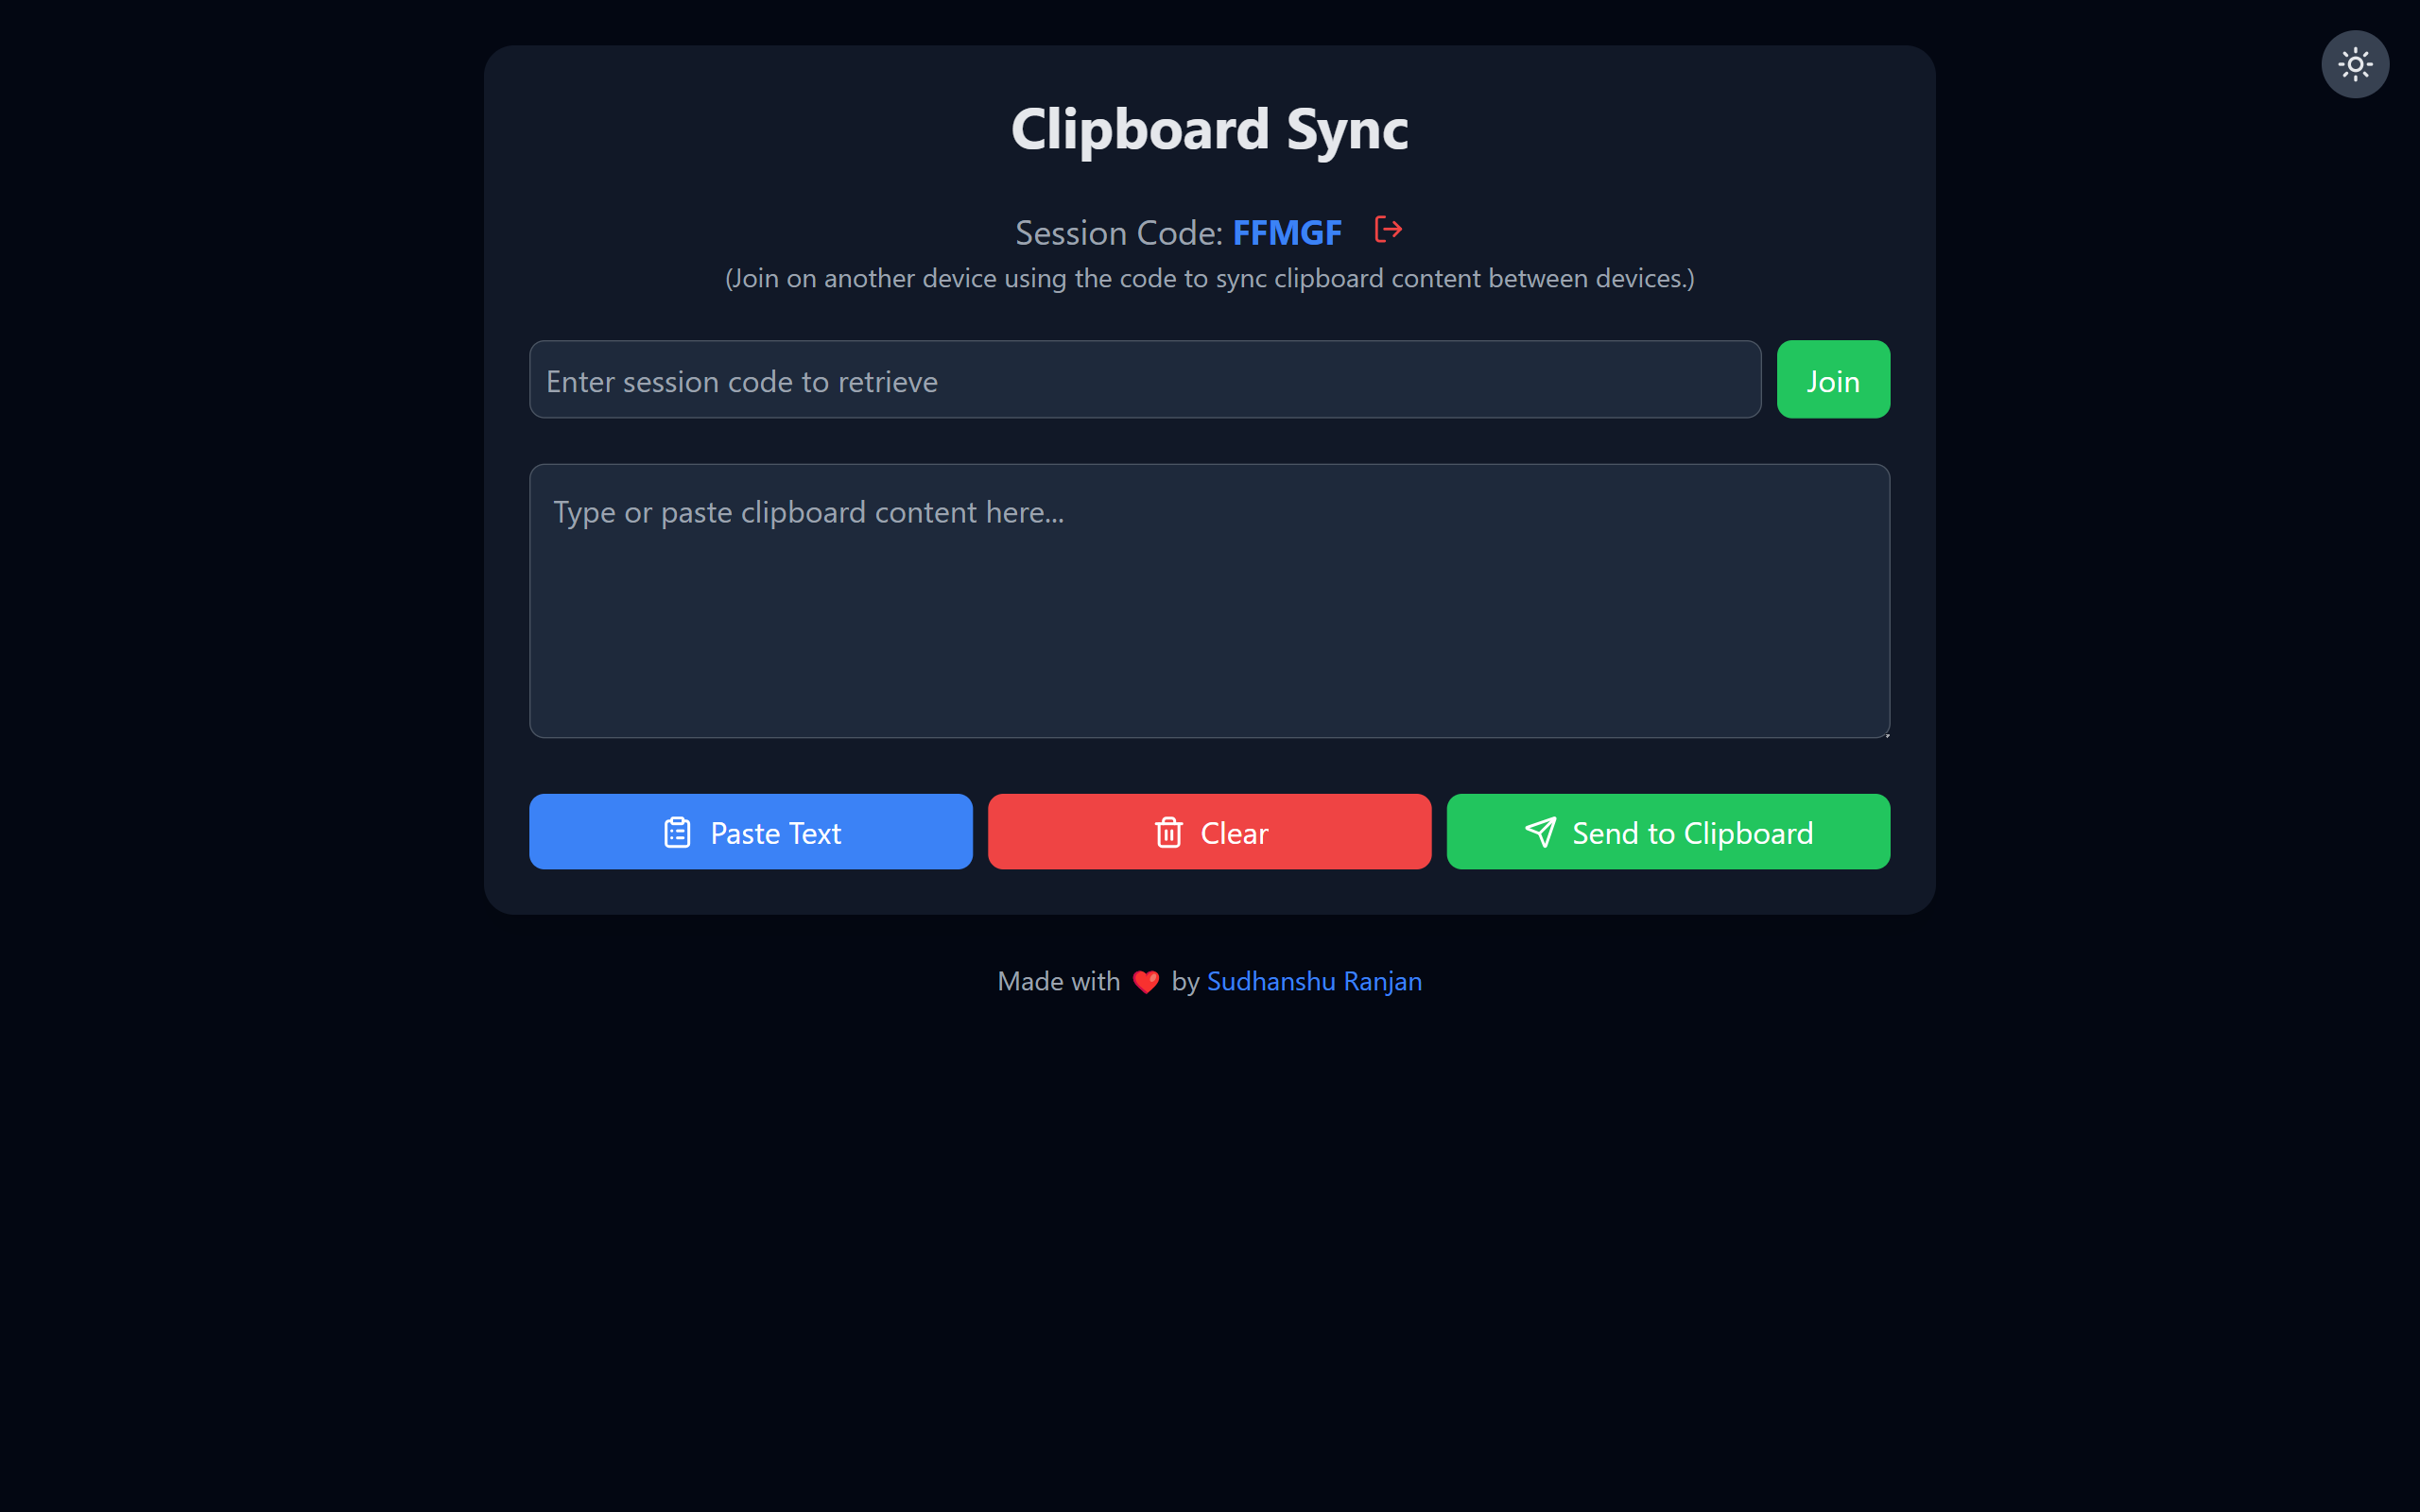 Clipboard Sync
Session Code: FFMGF
(Join on another device using the code to sync clipboard content between devices.)
Enter session code to retrieve
Join
Type or paste clipboard content here...
Paste Text
Clear
Send to Clipboard
Made with ❤️ by Sudhanshu Ranjan